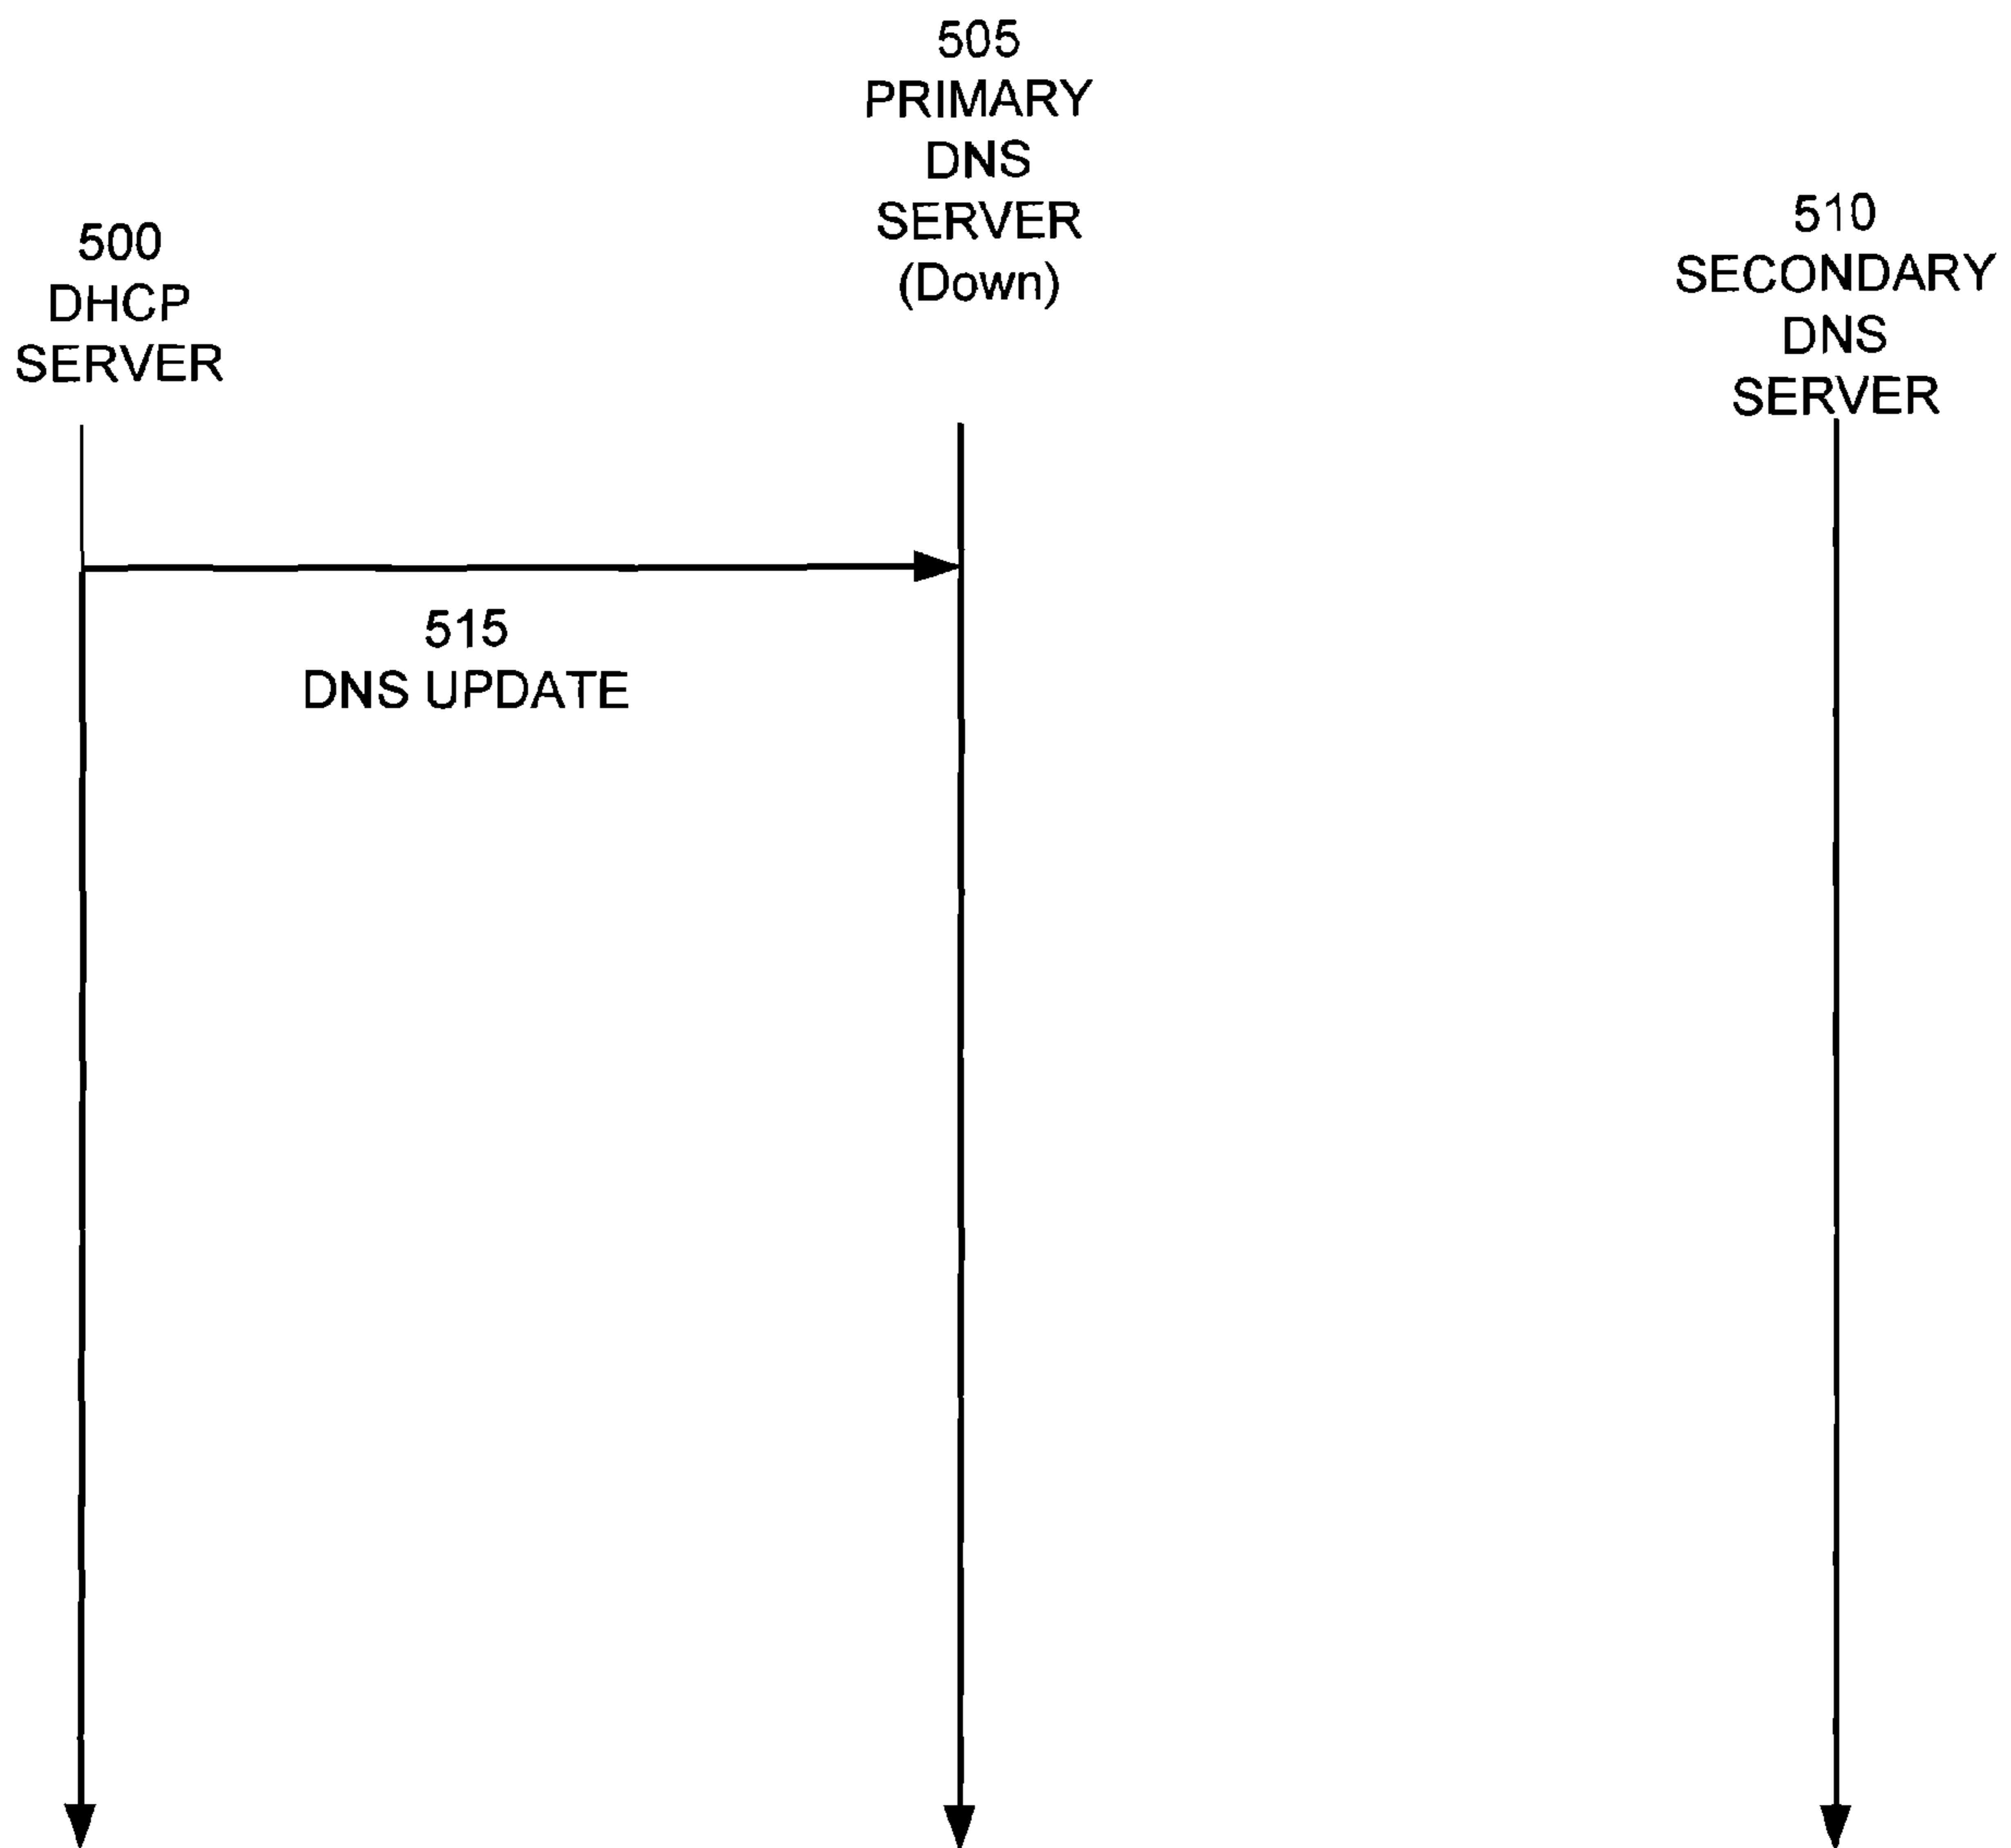 500
DHCP
SERVER
505
PRIMARY
DNS
SERVER
(Down)
510
SECONDARY
DNS
SERVER
515
DNS UPDATE